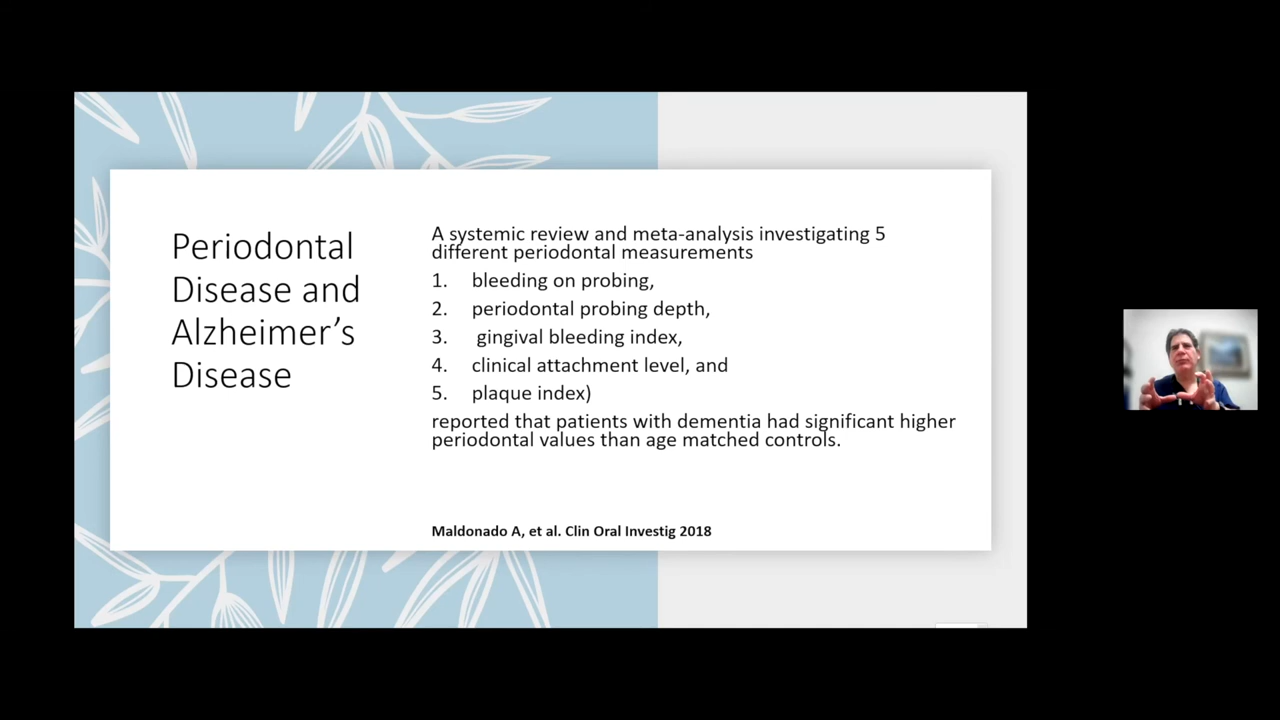 Periodontal
Disease and
Alzheimer’s
Disease
A systemic review and meta-analysis investigating 5
different periodontal measurements
1. bleeding on probing,
2. periodontal probing depth,
3. gingival bleeding index,
4. clinical attachment level, and
5. plaque index)
reported that patients with dementia had significant higher
periodontal values than age matched controls.
Maldonado A, et al. Clin Oral Investig 2018